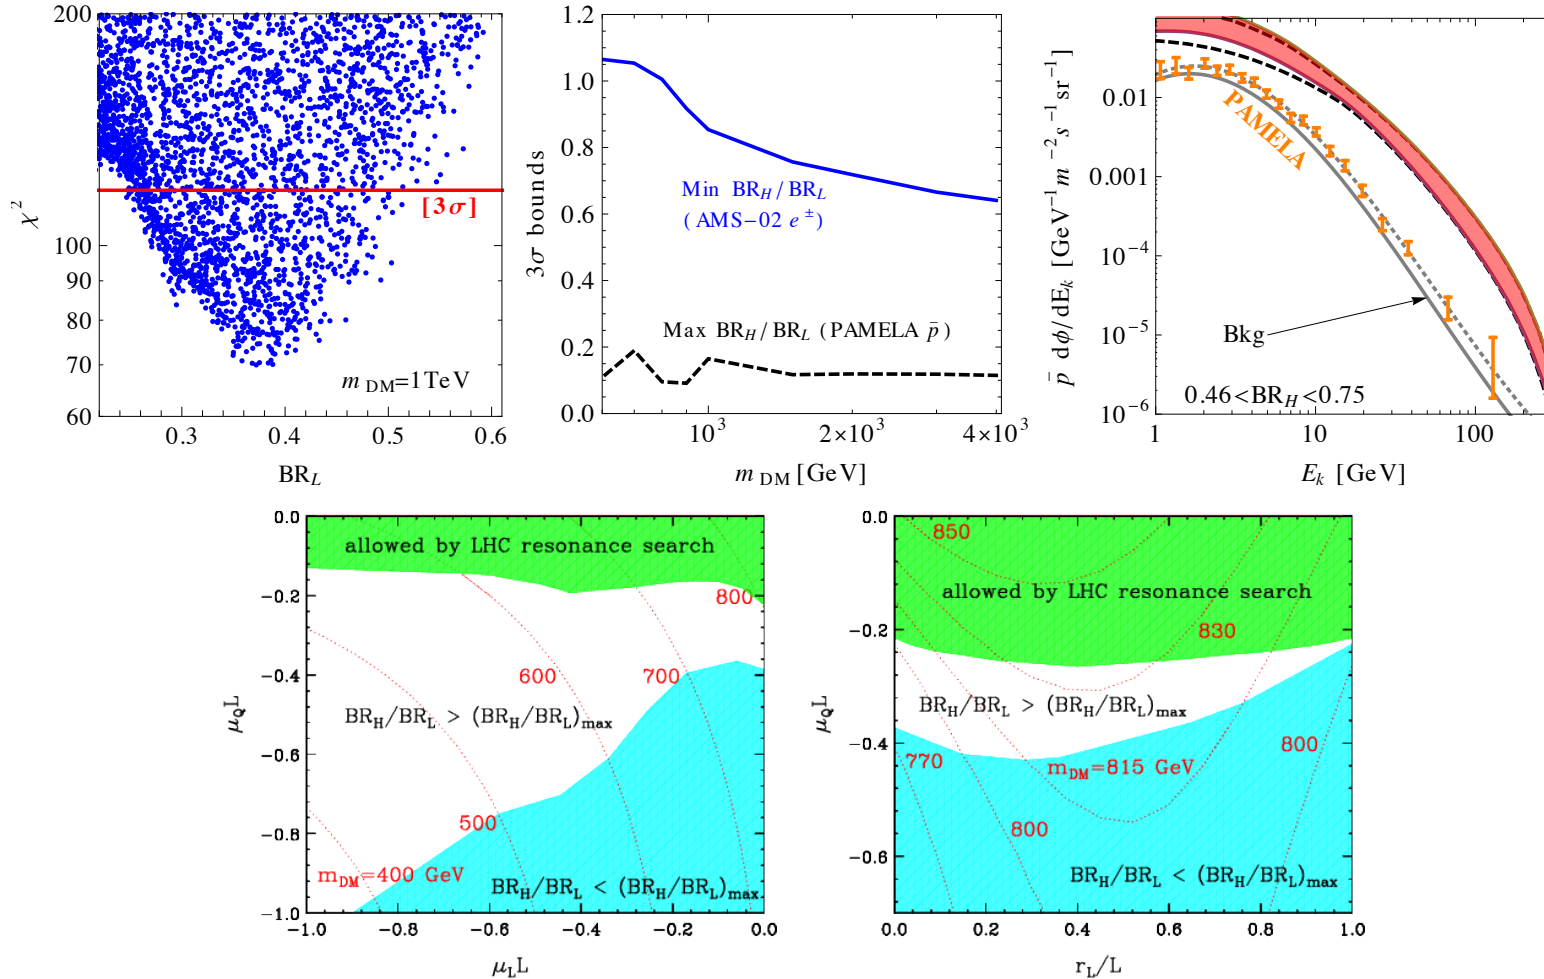 200
100
90
80
70
60
χ²
0.3 0.4 0.5 0.6
BR_L
[3σ]
m_DM=1TeV
1.2
1.0
0.8
0.6
0.4
0.2
0.0
3σ bounds
Min BR_H/BR_L
(AMS−02 e^±)
Max BR_H/BR_L (PAMELA p̄)
10³ 2×10³ 4×10³
m_DM [GeV]
0.01
0.001
10⁻⁴
10⁻⁵
10⁻⁶
p̄ dϕ/dE_k [GeV⁻¹ m⁻² s⁻¹ sr⁻¹]
PAMELA
Bkg
0.46<BR_H<0.75
1 10 100
E_k [GeV]
0.0
−0.2
−0.4
−0.6
−0.8
−1.0
μ_Q L
allowed by LHC resonance search
800
600
700
BR_H/BR_L > (BR_H/BR_L)_max
500
m_DM=400 GeV
BR_H/BR_L < (BR_H/BR_L)_max
−1.0 −0.8 −0.6 −0.4 −0.2 0.0
μ_L L
0.0
−0.2
−0.4
−0.6
μ_Q L
850
allowed by LHC resonance search
830
BR_H/BR_L > (BR_H/BR_L)_max
770
m_DM=815 GeV
800
800
BR_H/BR_L < (BR_H/BR_L)_max
0.0 0.2 0.4 0.6 0.8 1.0
r_L/L